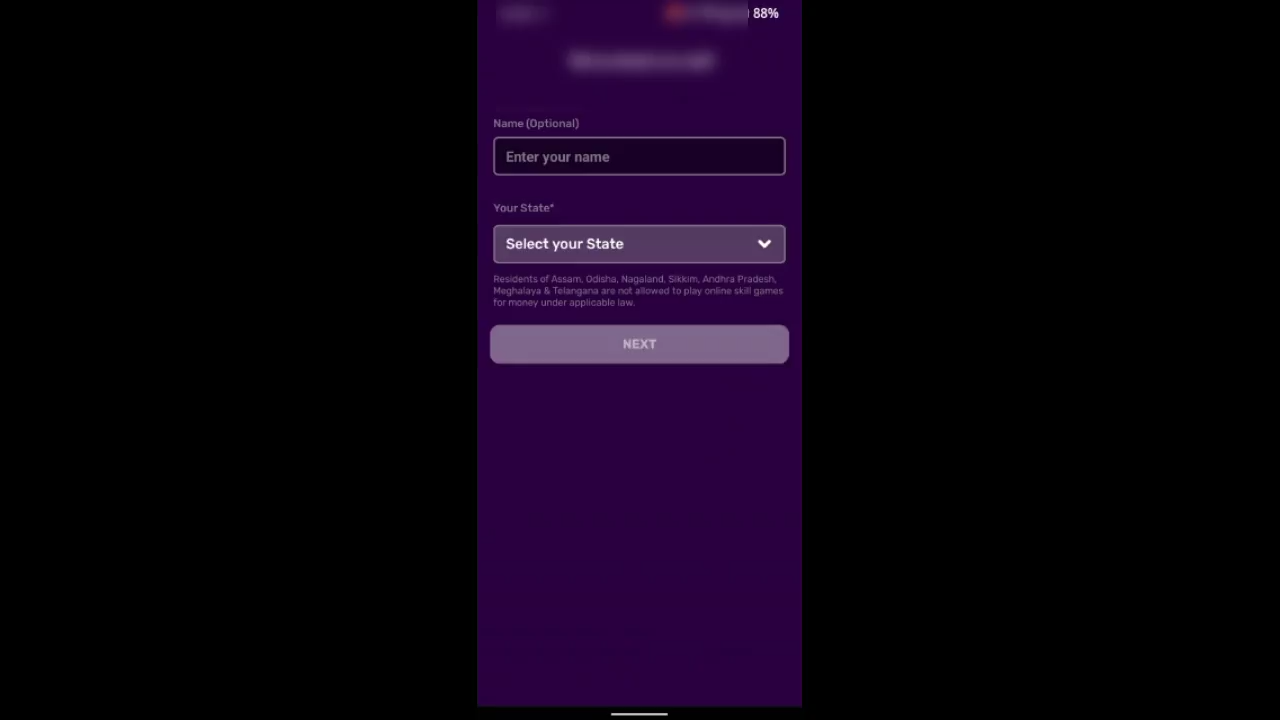 88%
Name (Optional)
Enter your name
Your State*
Select your State
Residents of Assam, Odisha, Nagaland, Sikkim, Andhra Pradesh,
Meghalaya & Telangana are not allowed to play online skill games
for money under applicable law.
NEXT